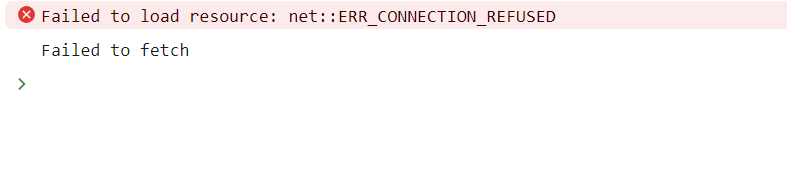 Failed to load resource: net::ERR_CONNECTION_REFUSED
Failed to fetch